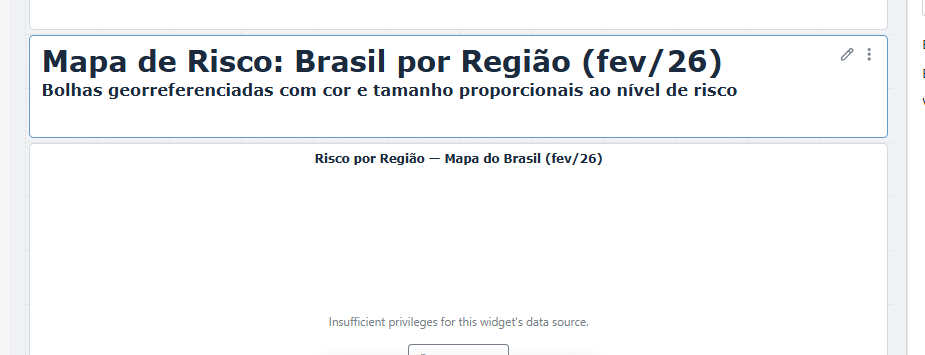 Mapa de Risco: Brasil por Região (fev/26)
Bolhas georreferenciadas com cor e tamanho proporcionais ao nível de risco
Risco por Região — Mapa do Brasil (fev/26)
Insufficient privileges for this widget's data source.